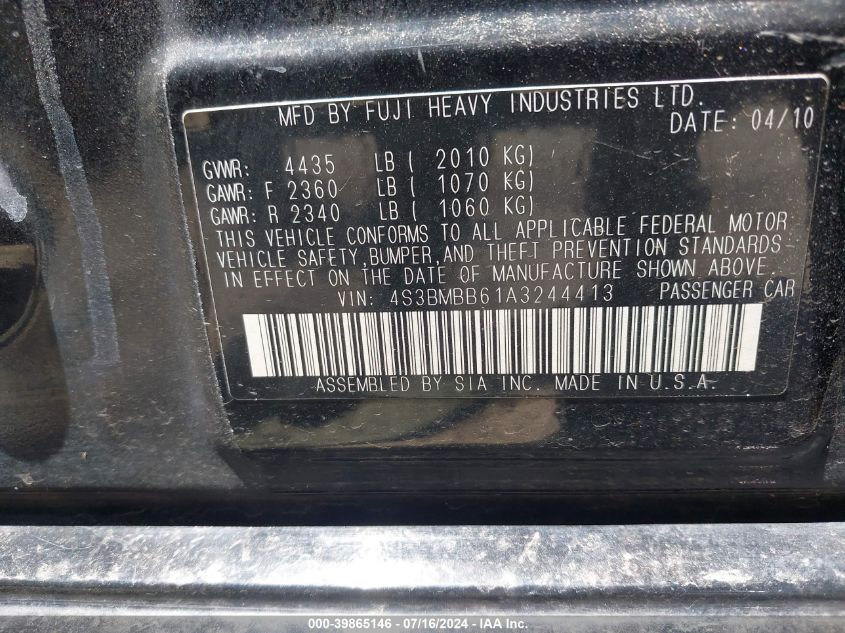 MFD BY FUJI HEAVY INDUSTRIES LTD.
DATE: 04/10
GVWR: 4435 LB ( 2010 KG)
GAWR: F 2360 LB ( 1070 KG)
GAWR: R 2340 LB ( 1060 KG)
THIS VEHICLE CONFORMS TO ALL APPLICABLE FEDERAL MOTOR
VEHICLE SAFETY,BUMPER,AND THEFT PREVENTION STANDARDS
IN EFFECT ON THE DATE OF MANUFACTURE SHOWN ABOVE.
VIN: 4S3BMBB61A3244413 PASSENGER CAR
ASSEMBLED BY SIA INC. MADE IN U.S.A.
000-39865146 - 07/16/2024 - IAA Inc.